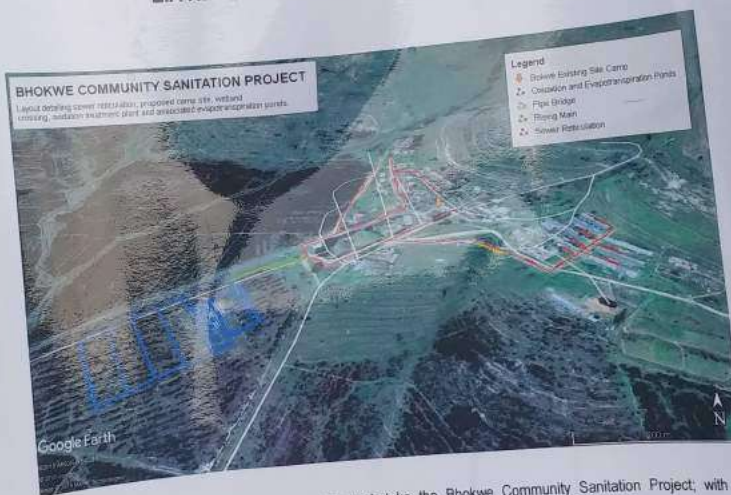 BHOKWE COMMUNITY SANITATION PROJECT
Layout detailing sewer reticulation, proposed camp site, wetland
crossing, oxidation treatment plant and associated evapotranspiration ponds.
Legend
Bokwe Existing Site Camp
Oxidation and Evapotranspiration Ponds
Pipe Bridge
Rising Main
Sewer Reticulation
Google Earth
N
the Bhokwe Community Sanitation Project; with